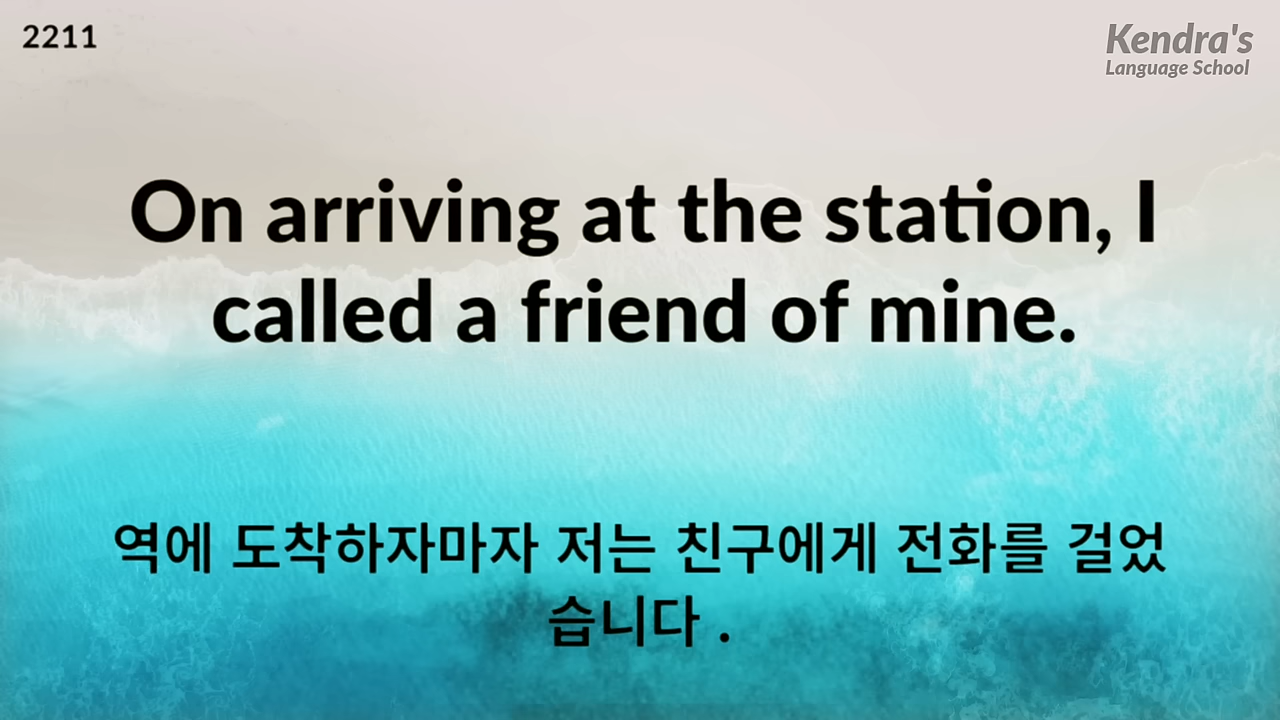 2211
Kendra's
Language School
On arriving at the station, I
called a friend of mine.
역에 도착하자마자 저는 친구에게 전화를 걸었
습니다 .